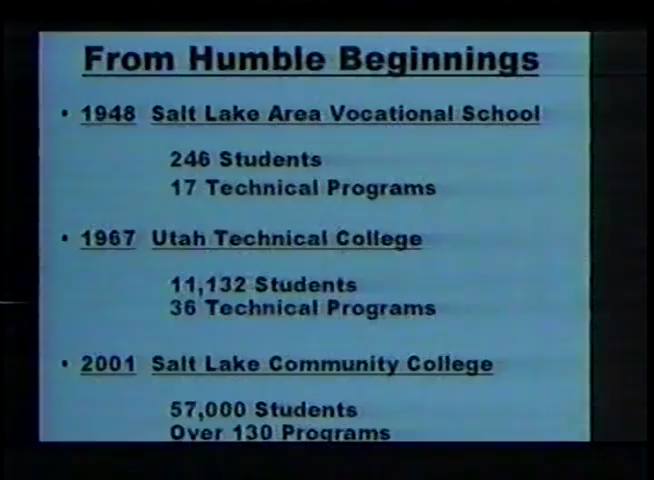 From Humble Beginnings
• 1948 Salt Lake Area Vocational School
246 Students
17 Technical Programs
• 1967 Utah Technical College
11,132 Students
36 Technical Programs
• 2001 Salt Lake Community College
57,000 Students
Over 130 Programs